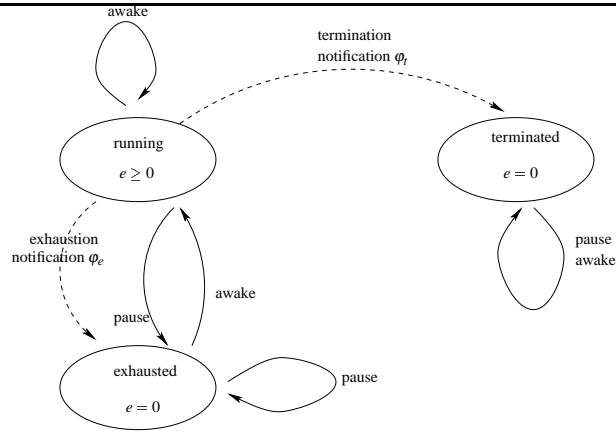 awake
termination
notification φt
running
e ≥ 0
terminated
e = 0
exhaustion
notification φe
pause
awake
pause
awake
exhausted
e = 0
pause